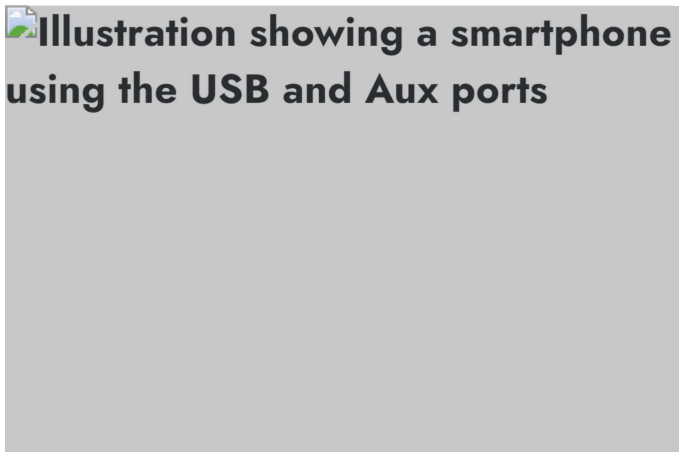 Illustration showing a smartphone
using the USB and Aux ports